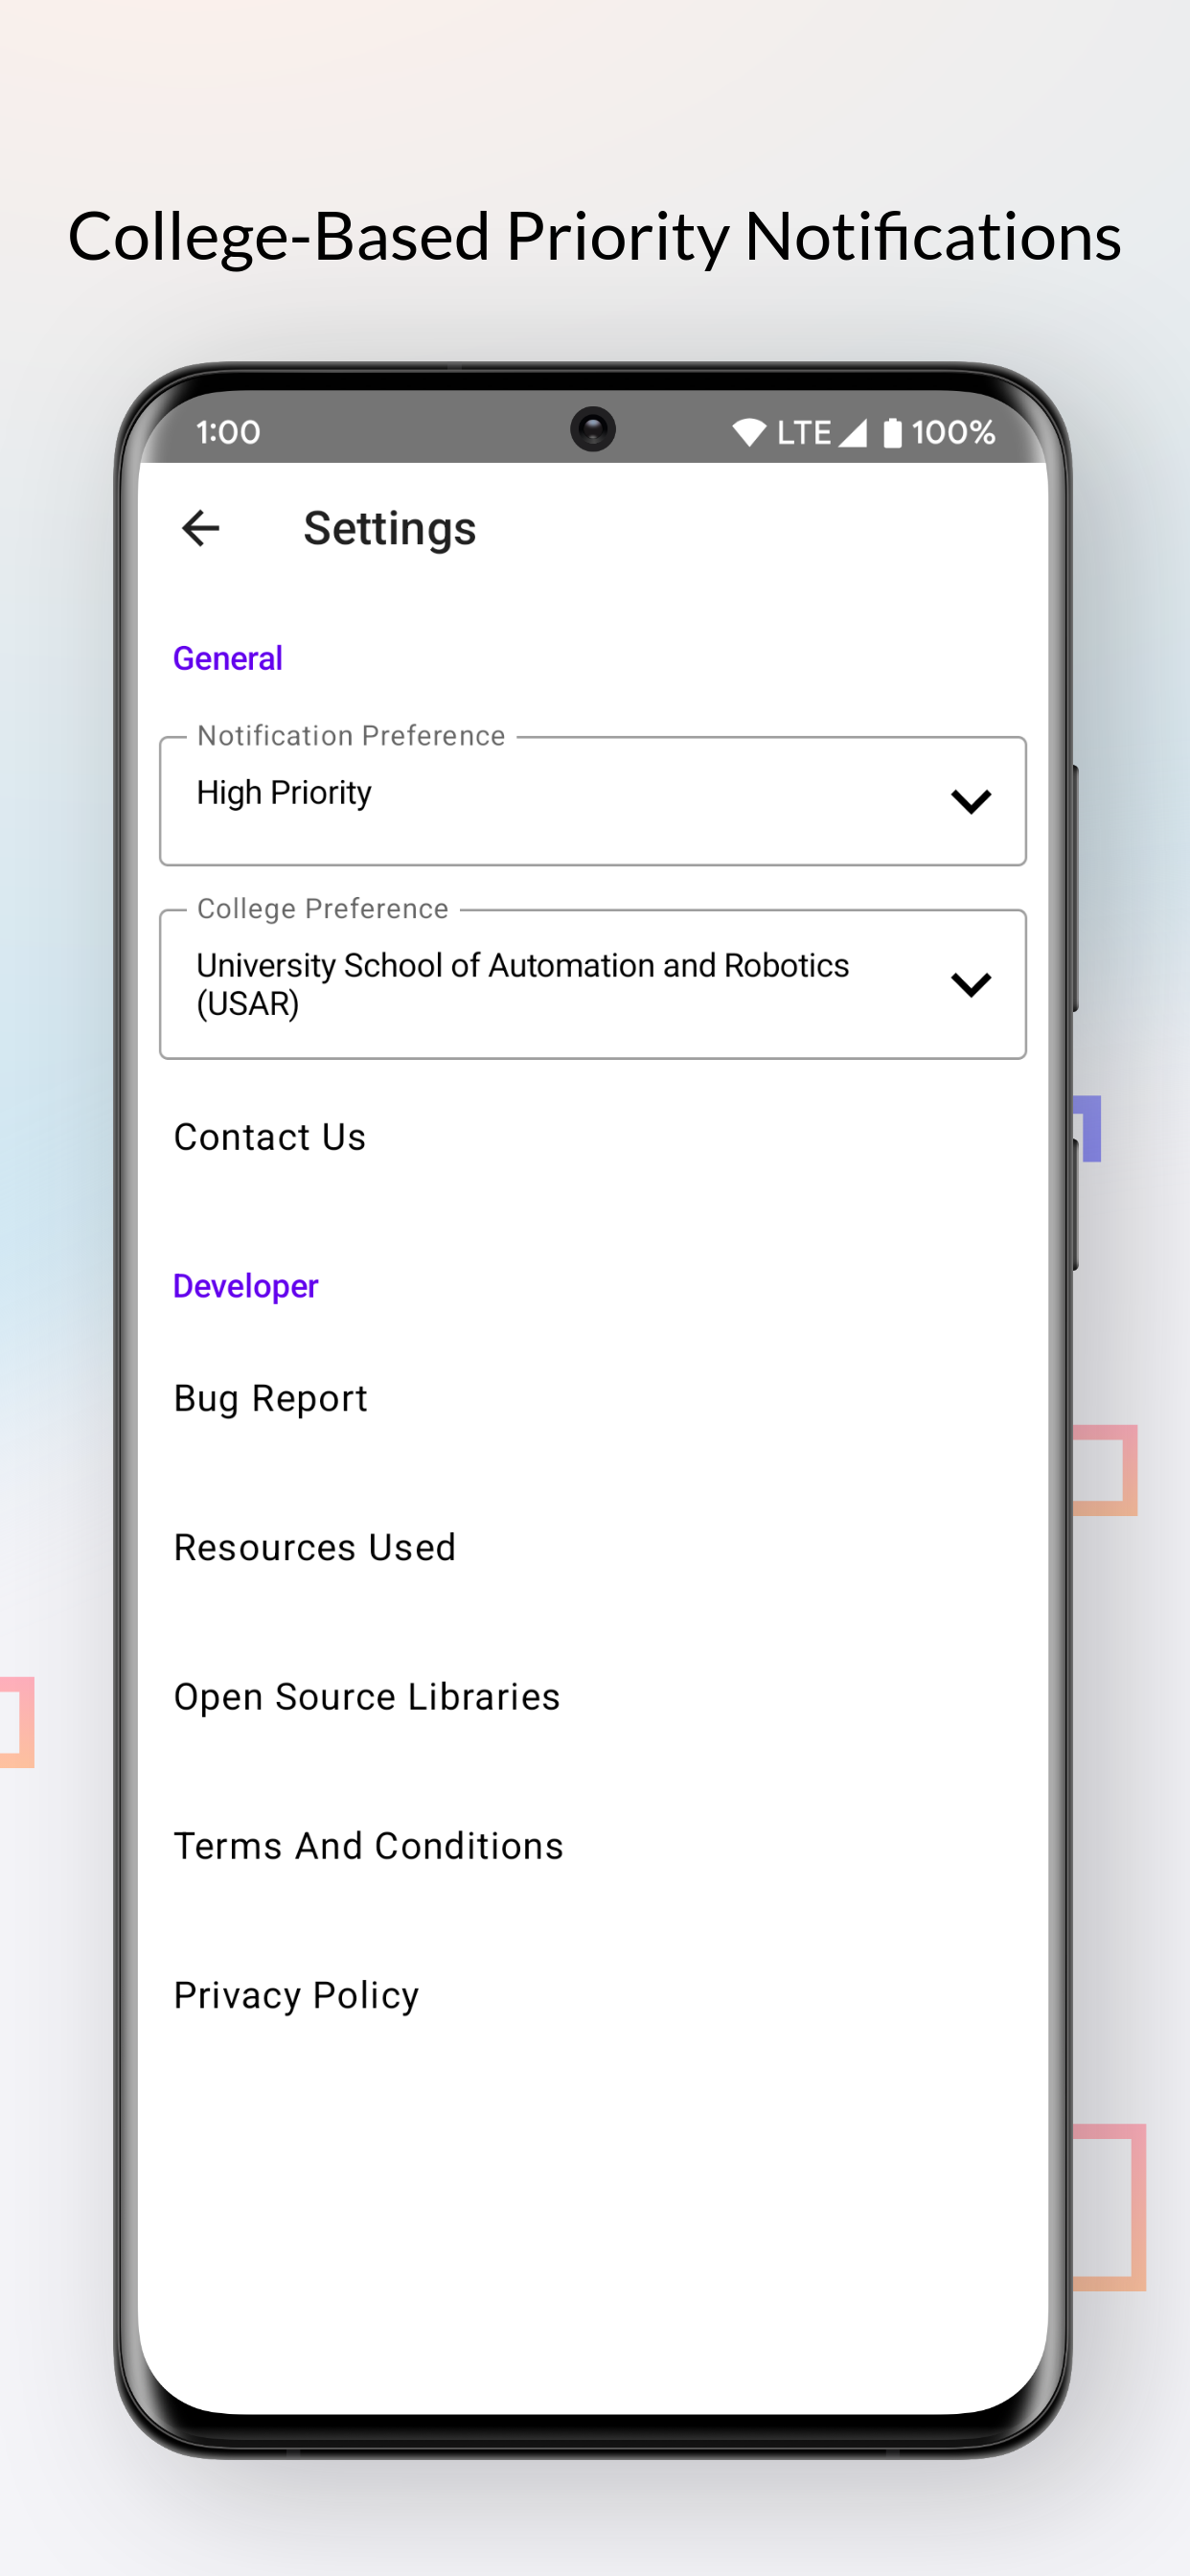 College-Based Priority Notifications
1:00 LTE 100%
Settings
General
Notification Preference
High Priority
College Preference
University School of Automation and Robotics
(USAR)
Contact Us
Developer
Bug Report
Resources Used
Open Source Libraries
Terms And Conditions
Privacy Policy